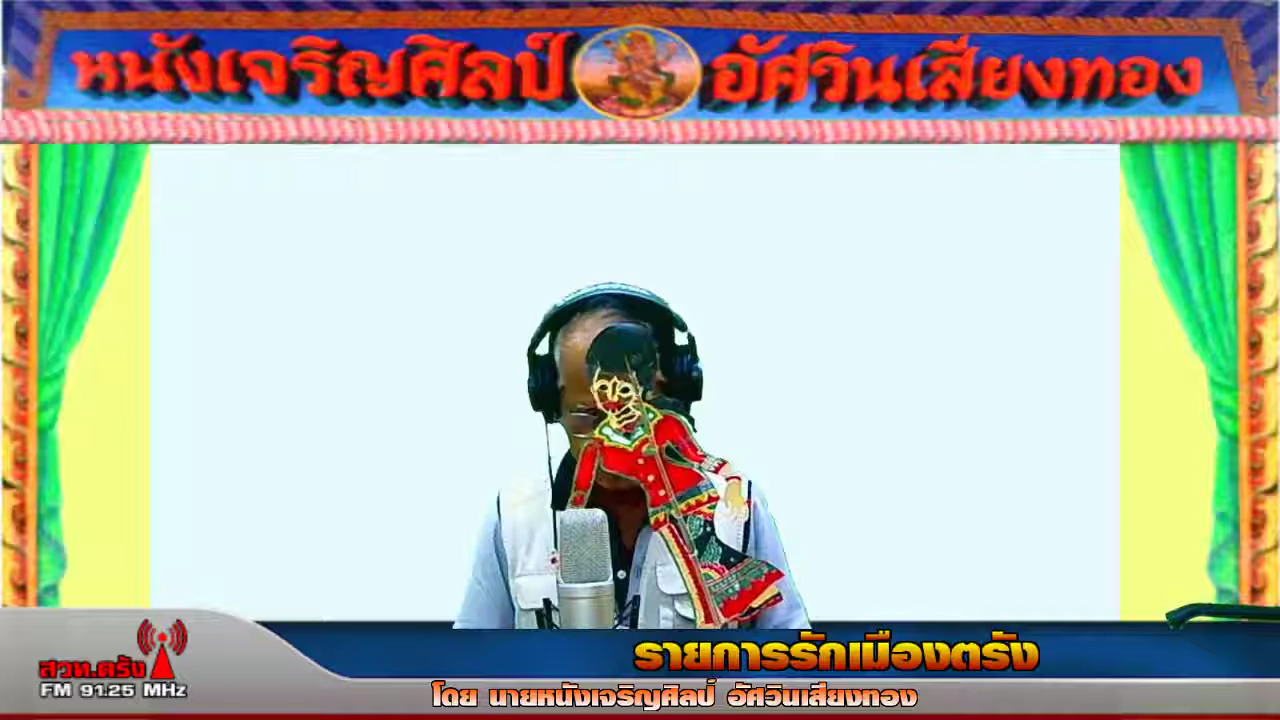 หนังเจริญศิลป์ อัศวินเสียงทอง
รายการรักเมืองตรัง
สวท.ตรัง
FM 91.25 MHz
โดย นายหนังเจริญศิลป์ อัศวินเสียงทอง